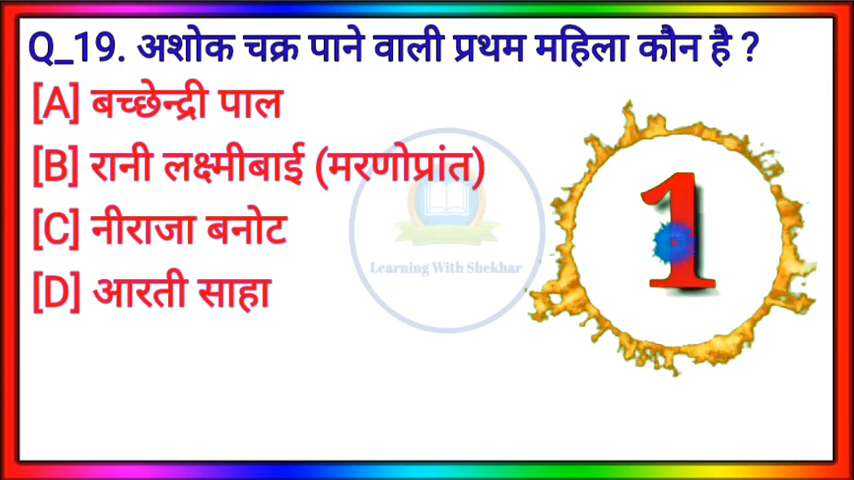 Q_19. अशोक चक्र पाने वाली प्रथम महिला कौन है ?
[A] बच्छेन्द्री पाल
[B] रानी लक्ष्मीबाई (मरणोप्रांत)
[C] नीराजा बनोट
[D] आरती साहा
Learning With Shekhar
1